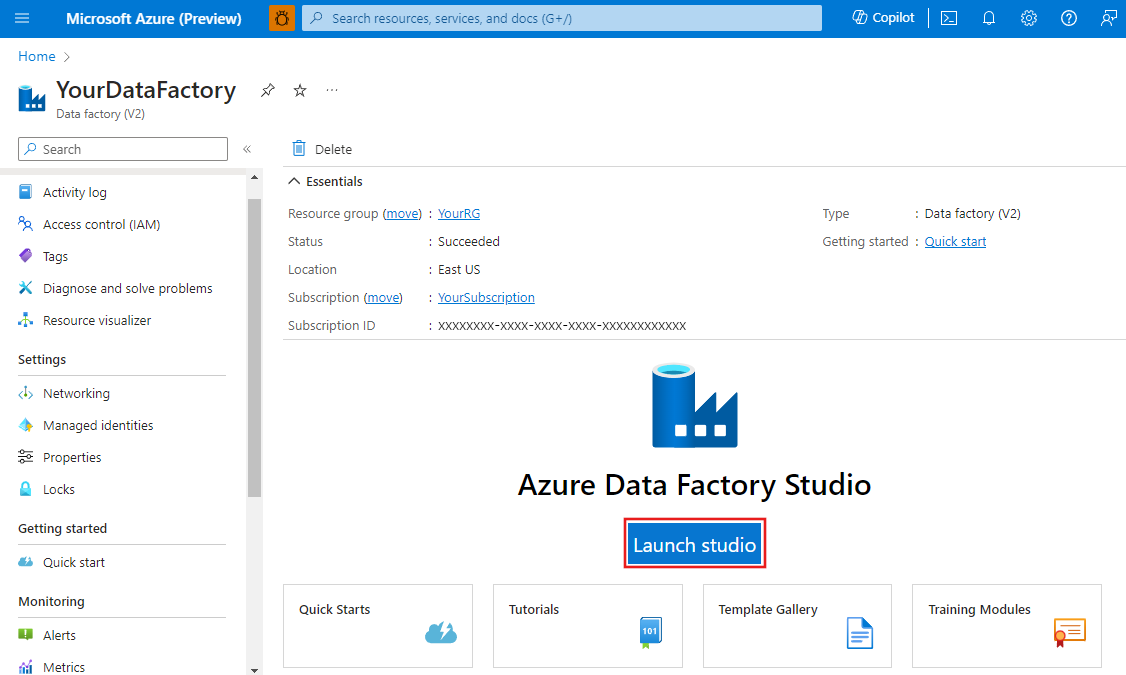 Microsoft Azure (Preview)
Search resources, services, and docs (G+/)
Copilot
Home
YourDataFactory
...
Data factory (V2)
Search
«
Delete
Activity log
Access control (IAM)
Tags
Diagnose and solve problems
Resource visualizer
Settings
Networking
Managed identities
Properties
Locks
Getting started
Quick start
Monitoring
Alerts
Metrics
Essentials
Resource group (move) : YourRG
Status : Succeeded
Location : East US
Subscription (move) : YourSubscription
Subscription ID : xxxxxxxx-xxxx-xxxx-xxxx-xxxxxxxxxxxx
Type : Data factory (V2)
Getting started : Quick start
Azure Data Factory Studio
Launch studio
Quick Starts
Tutorials
101
Template Gallery
Training Modules